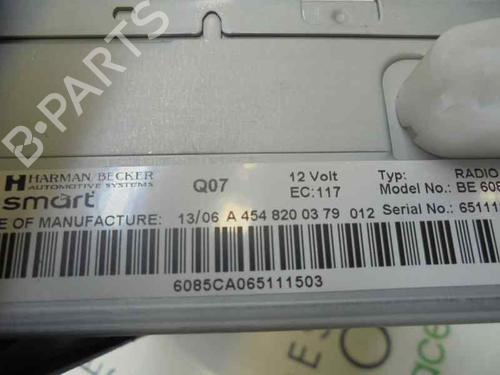 B-PARTS
HARMAN/BECKER
AUTOMOTIVE SYSTEMS
smart
Q07
12 Volt
EC:117
Typ: RADIO
Model No.: BE
OF MANUFACTURE: 13/06 A 454 820 03 79 012 Serial No.:
6085CA065111503